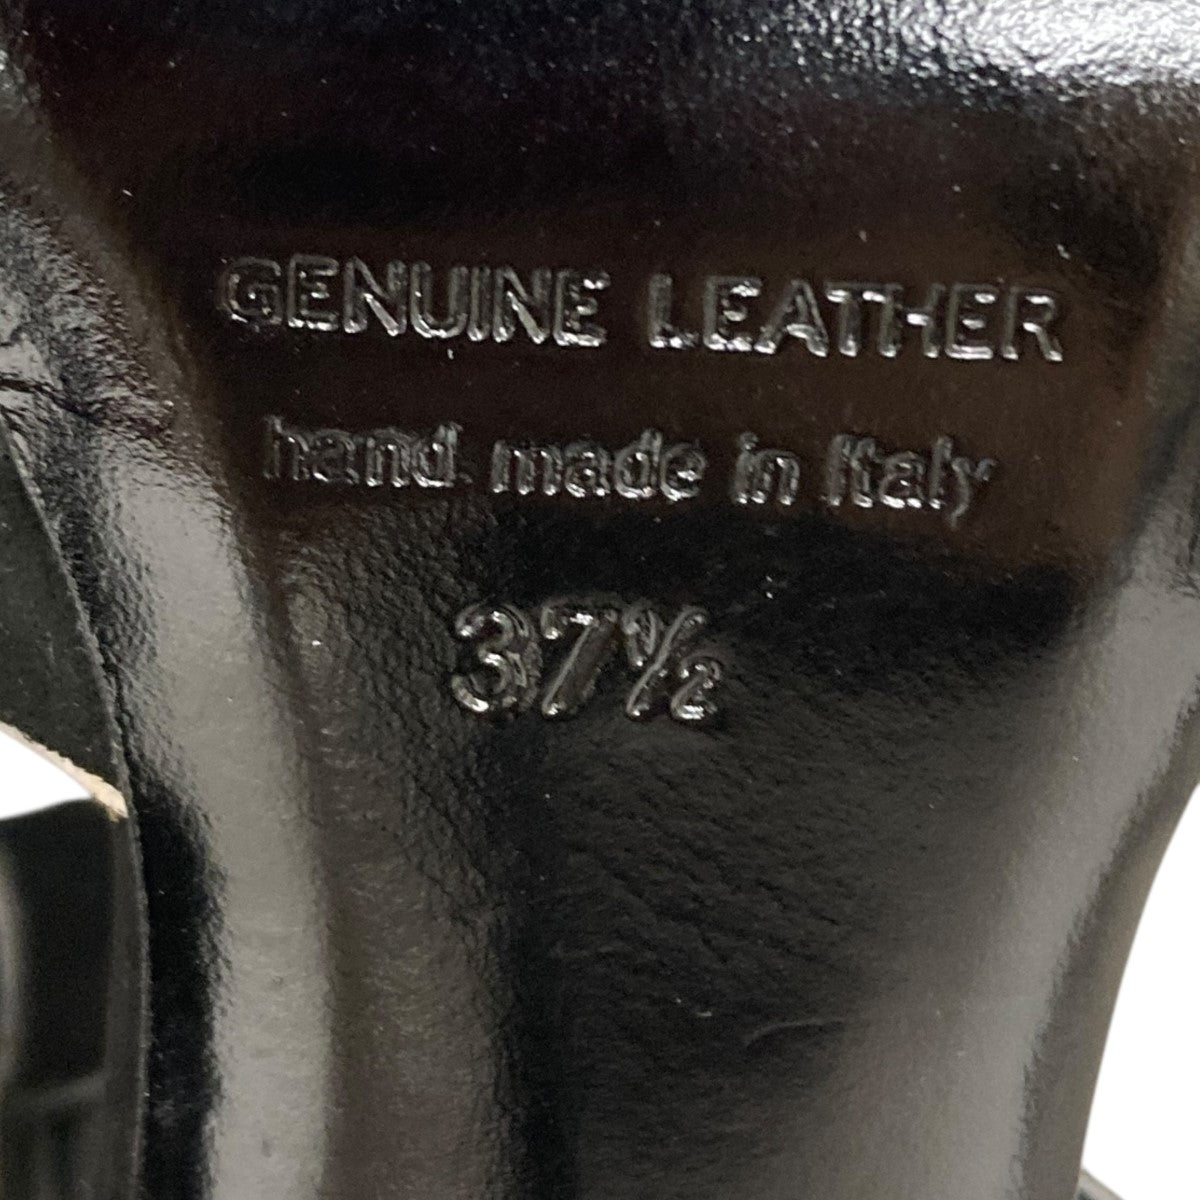 GENUINE LEATHER
hand made in Italy
37½